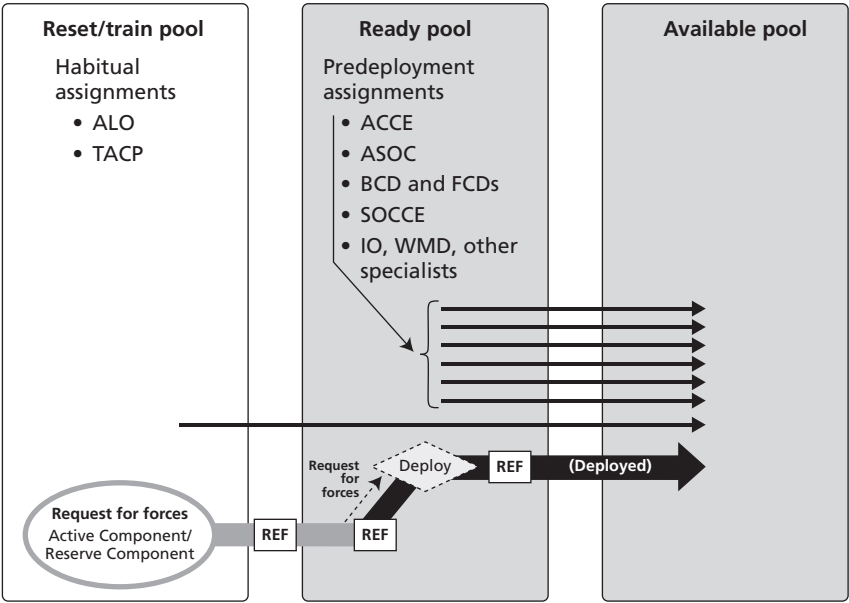 Reset/train pool
Habitual
assignments
• ALO
• TACP
Ready pool
Predeployment
assignments
• ACCE
• ASOC
• BCD and FCDs
• SOCCE
• IO, WMD, other
specialists
Available pool
Request
for
forces
Deploy
REF
(Deployed)
Request for forces
Active Component/
Reserve Component
REF
REF